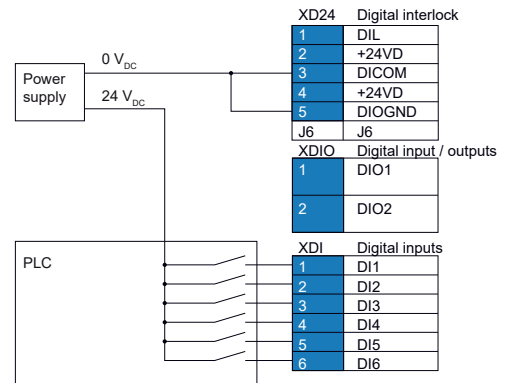 XD24 Digital interlock
1 DIL
2 +24VD
3 DICOM
4 +24VD
5 DIOGND
J6 J6
0 VDC
Power supply
24 VDC
XDIO Digital input / outputs
1 DIO1
2 DIO2
PLC
XDI Digital inputs
1 DI1
2 DI2
3 DI3
4 DI4
5 DI5
6 DI6